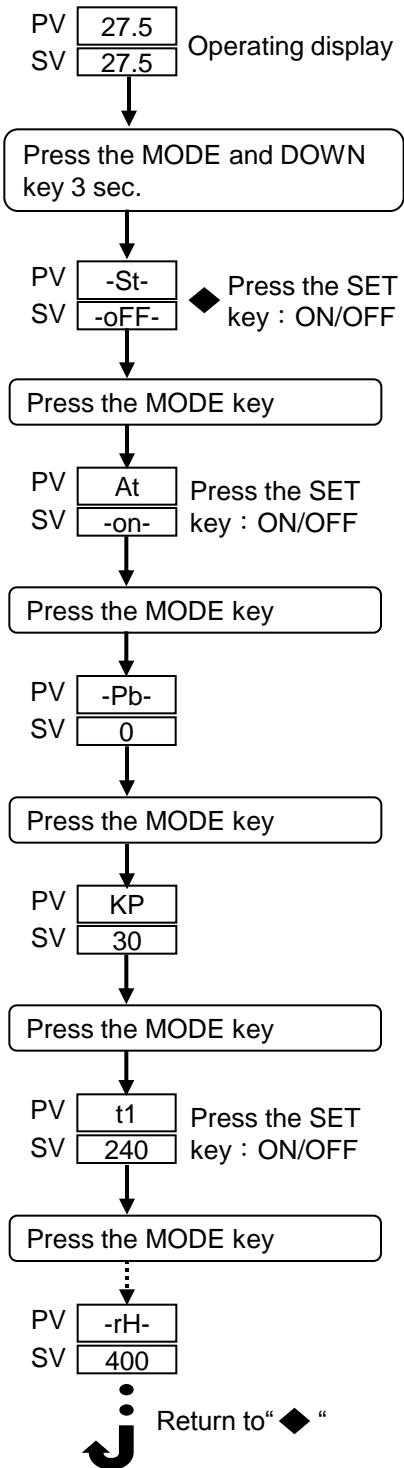 PV 27.5
SV 27.5
Operating display
Press the MODE and DOWN
key 3 sec.
PV -St-
SV -oFF-
◆ Press the SET
key：ON/OFF
Press the MODE key
PV At
SV -on-
Press the SET
key：ON/OFF
Press the MODE key
PV -Pb-
SV 0
Press the MODE key
PV KP
SV 30
Press the MODE key
PV t1
SV 240
Press the SET
key：ON/OFF
Press the MODE key
PV -rH-
SV 400
Return to“ ◆ “